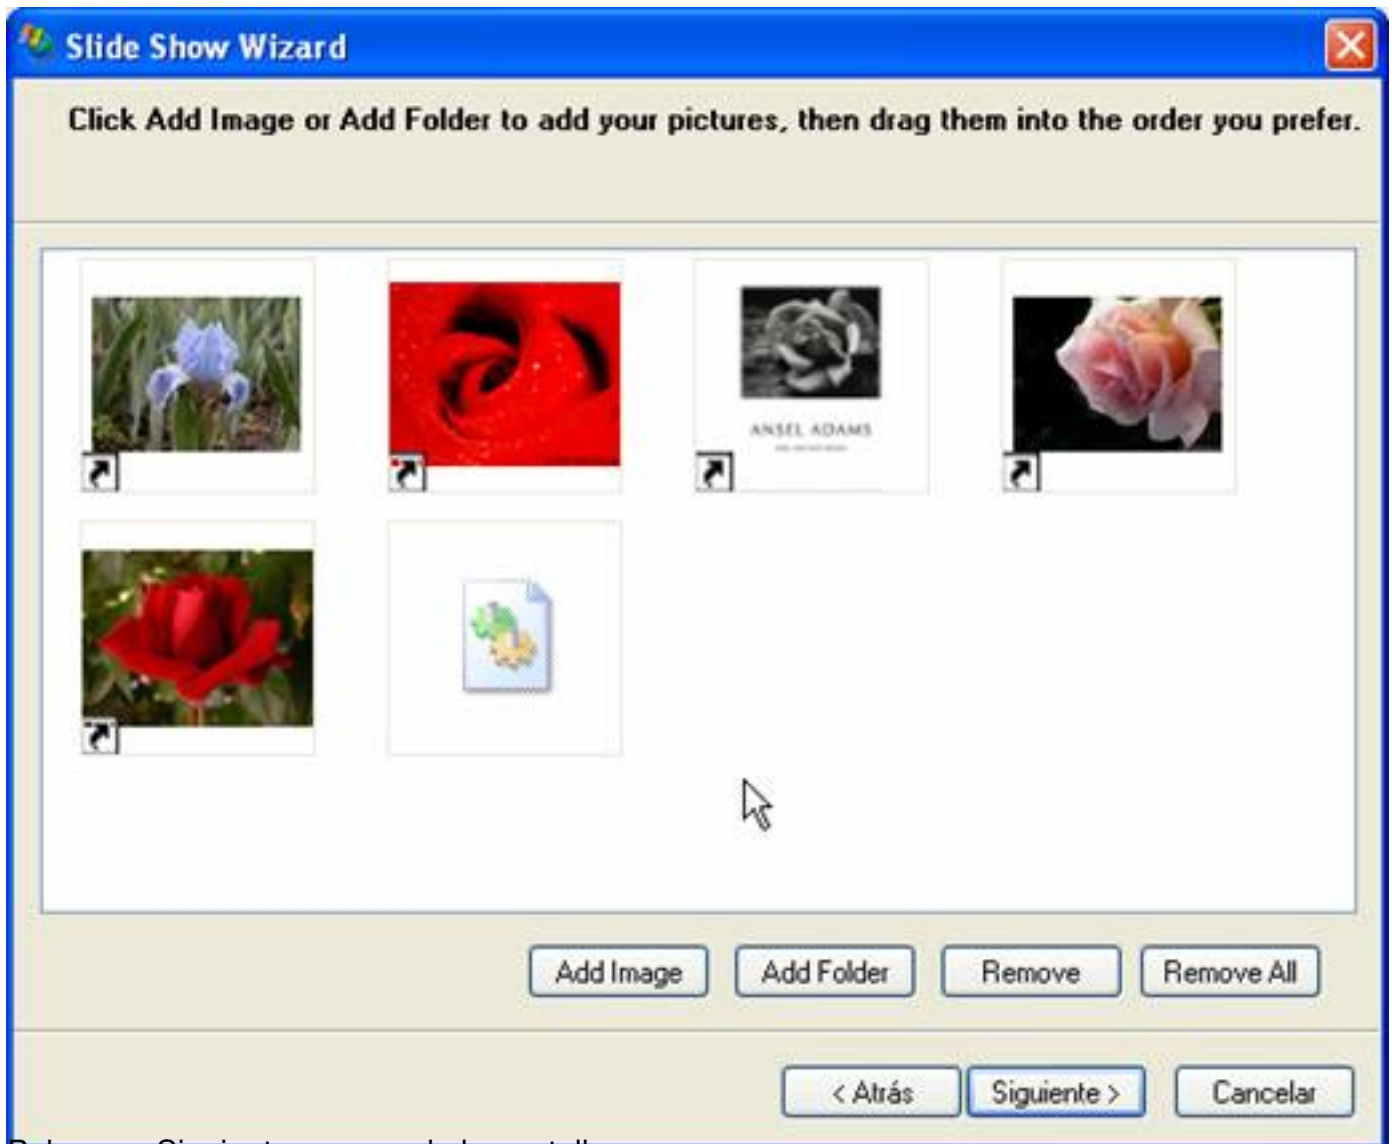 Slide Show Wizard
Click Add Image or Add Folder to add your pictures, then drag them into the order you prefer.
ANSEL ADAMS
Add Image
Add Folder
Remove
Remove All
< Atrás
Siguiente >
Cancelar